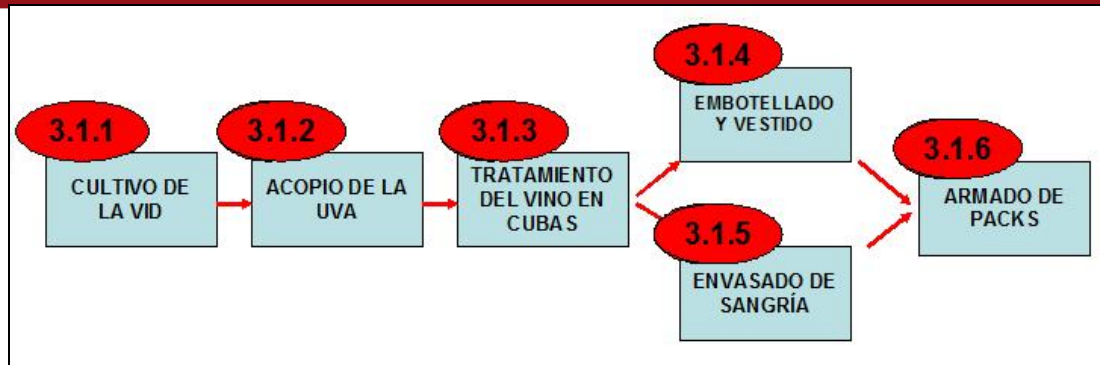 3.1.1
CULTIVO DE
LA VID
3.1.2
ACOPIO DE LA
UVA
3.1.3
TRATAMIENTO
DEL VINO EN
CUBAS
3.1.4
EMBOTELLADO
Y VESTIDO
3.1.5
ENVASADO DE
SANGRÍA
3.1.6
ARMADO DE
PACKS